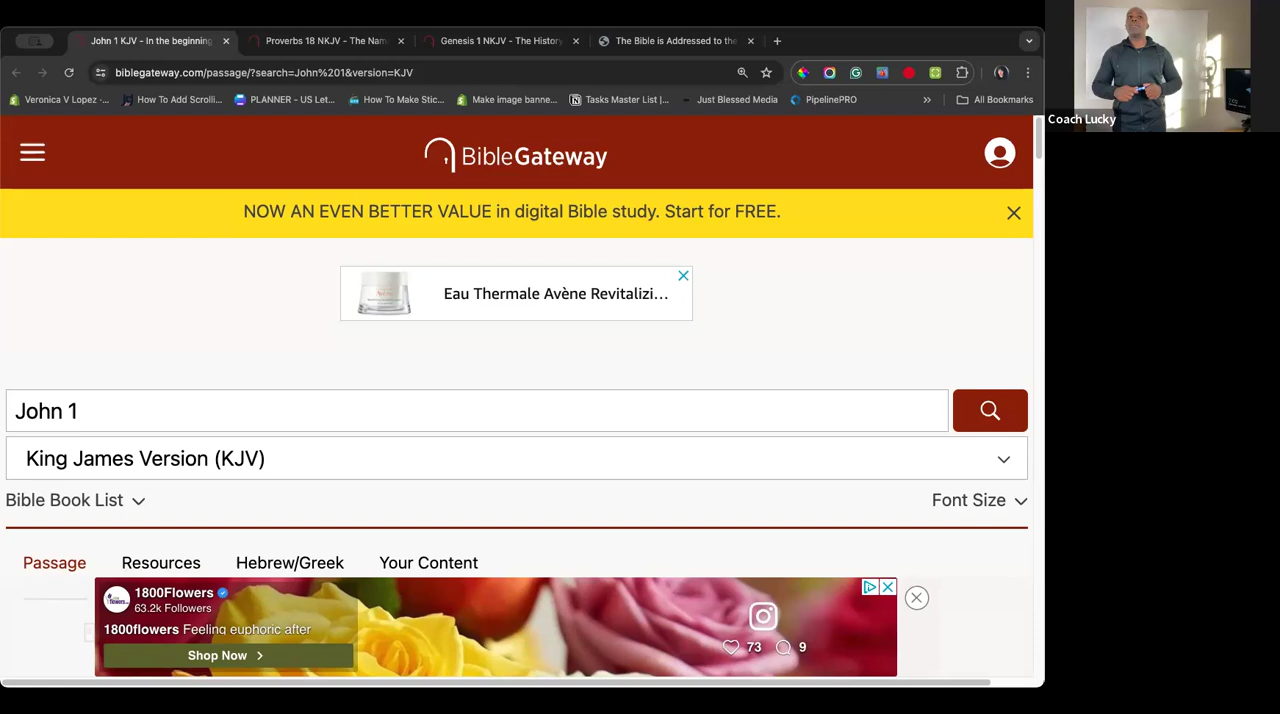 John 1 KJV - In the beginning
Proverbs 18 NKJV - The Nam
Genesis 1 NKJV - The History
The Bible is Addressed to the
biblegateway.com/passage/?search=John%201&version=KJV
Veronica V Lopez -...
How To Add Scrolli...
PLANNER - US Let...
How To Make Stic...
Make image banne...
Tasks Master List |...
Just Blessed Media
PipelinePRO
All Bookmarks
Coach Lucky
BibleGateway
NOW AN EVEN BETTER VALUE in digital Bible study. Start for FREE.
Eau Thermale Avène Revitalizi...
John 1
King James Version (KJV)
Bible Book List
Font Size
Passage Resources Hebrew/Greek Your Content
1800Flowers
63.2k Followers
1800flowers Feeling euphoric after
Shop Now
73 9